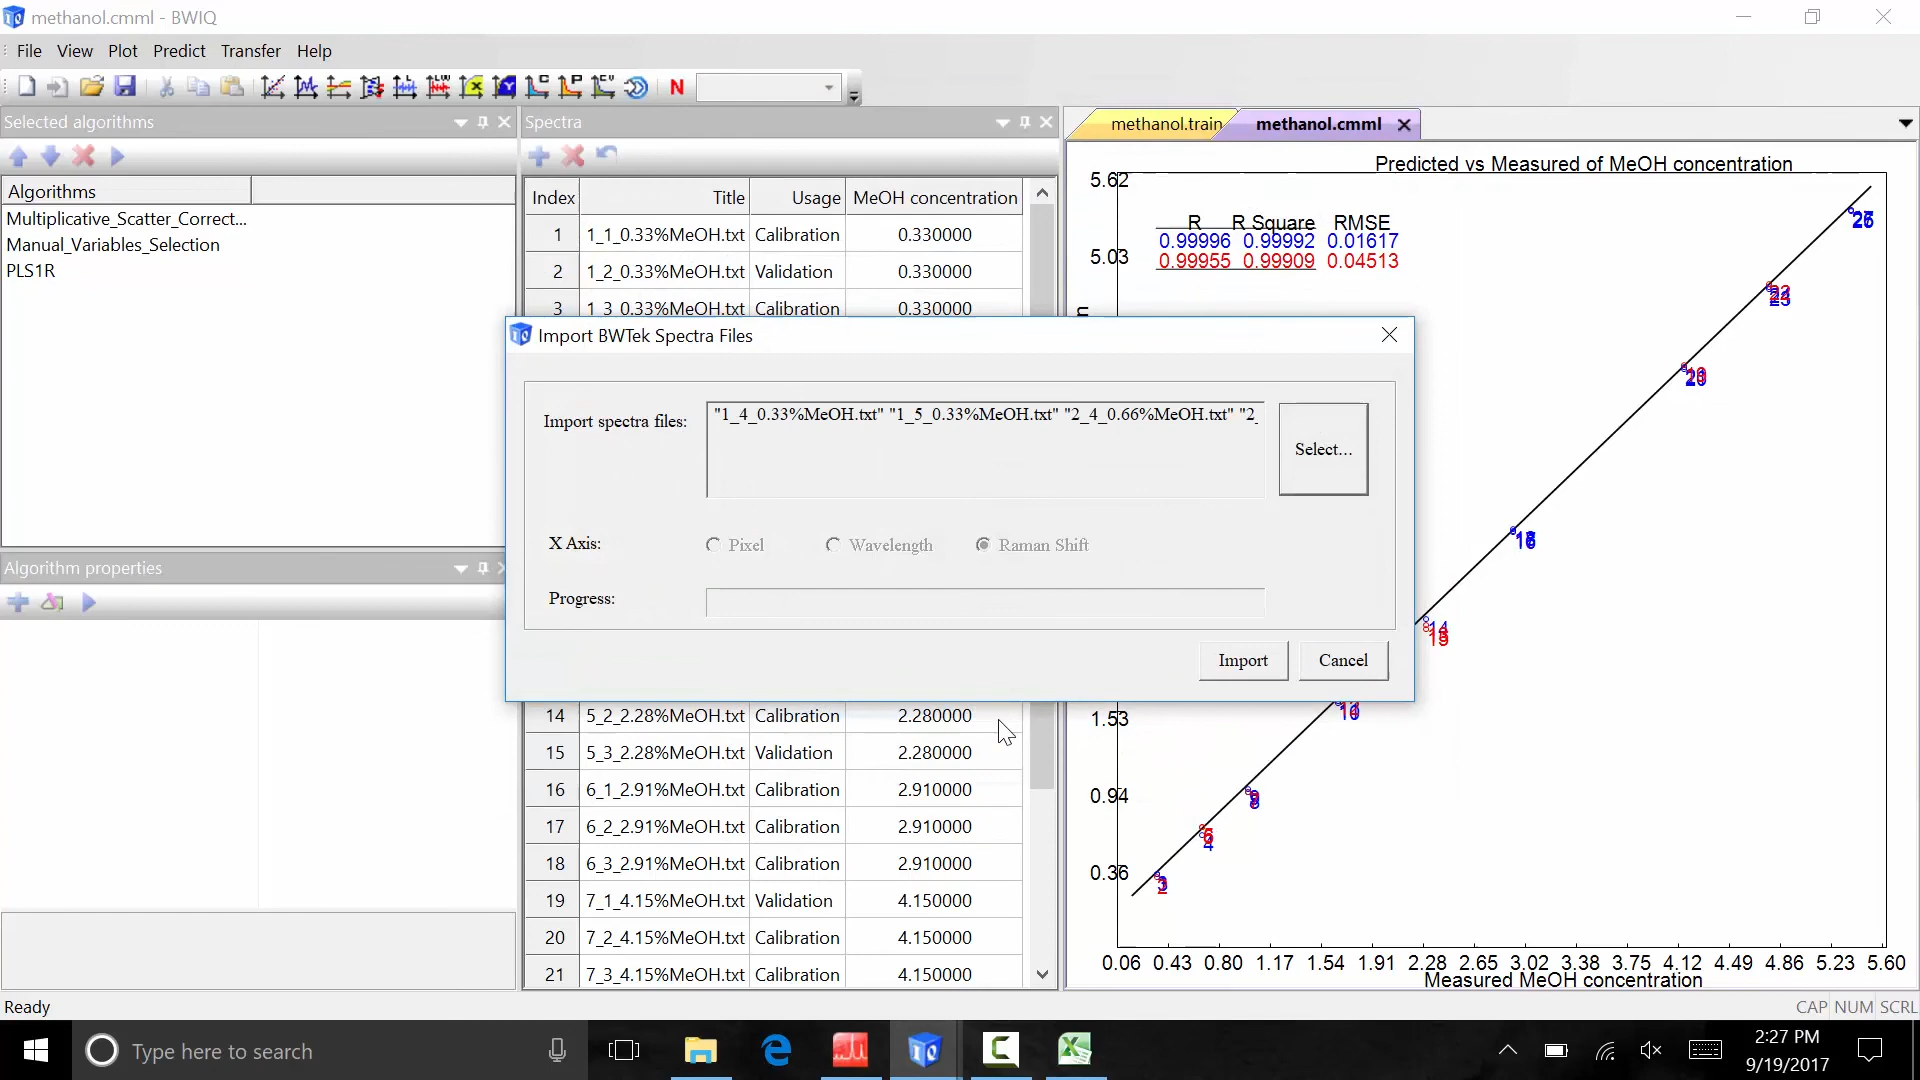 methanol.cmml - BWIQ
File View Plot Predict Transfer Help
N
Selected algorithms
Algorithms
Multiplicative_Scatter_Correct...
Manual_Variables_Selection
PLS1R
Algorithm properties
Spectra
Index Title Usage MeOH concentration
1 1_1_0.33%MeOH.txt Calibration 0.330000
2 1_2_0.33%MeOH.txt Validation 0.330000
3 1_3_0.33%MeOH.txt Calibration 0.330000
14 5_2_2.28%MeOH.txt Calibration 2.280000
15 5_3_2.28%MeOH.txt Validation 2.280000
16 6_1_2.91%MeOH.txt Calibration 2.910000
17 6_2_2.91%MeOH.txt Calibration 2.910000
18 6_3_2.91%MeOH.txt Calibration 2.910000
19 7_1_4.15%MeOH.txt Validation 4.150000
20 7_2_4.15%MeOH.txt Calibration 4.150000
21 7_3_4.15%MeOH.txt Calibration 4.150000
Import BWTek Spectra Files
Import spectra files: "1_4_0.33%MeOH.txt" "1_5_0.33%MeOH.txt" "2_4_0.66%MeOH.txt" "2_
Select...
X Axis: Pixel Wavelength Raman Shift
Progress:
Import Cancel
methanol.train methanol.cmml
Predicted vs Measured of MeOH concentration
R R Square RMSE
0.99996 0.99992 0.01617
0.99955 0.99909 0.04513
5.62
5.03
1.53
0.94
0.36
0.06 0.43 0.80 1.17 1.54 1.91 2.28 2.65 3.02 3.38 3.75 4.12 4.49 4.86 5.23 5.60
Measured MeOH concentration
Ready
CAP NUM SCRL
Type here to search
2:27 PM
9/19/2017